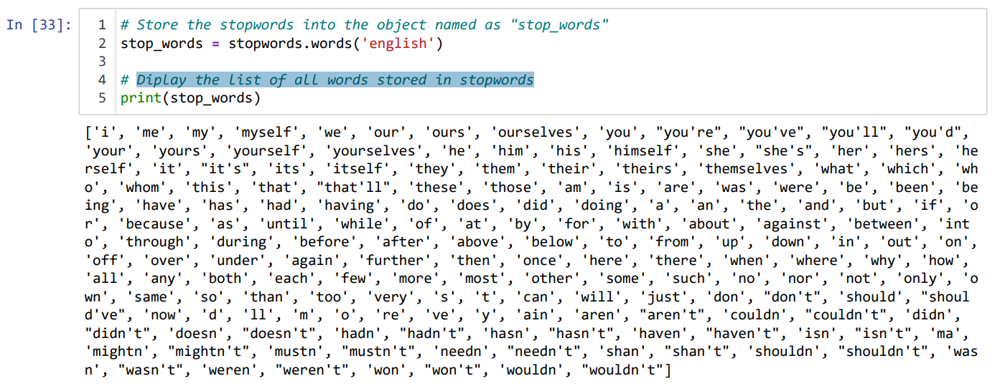 In [33]:
1 # Store the stopwords into the object named as "stop_words"
2 stop_words = stopwords.words('english')
3
4 # Diplay the list of all words stored in stopwords
5 print(stop_words)
['i', 'me', 'my', 'myself', 'we', 'our', 'ours', 'ourselves', 'you', "you're", "you've", "you'll", "you'd",
'your', 'yours', 'yourself', 'yourselves', 'he', 'him', 'his', 'himself', 'she', "she's", 'her', 'hers', 'he
rself', 'it', "it's", 'its', 'itself', 'they', 'them', 'their', 'theirs', 'themselves', 'what', 'which', 'wh
o', 'whom', 'this', 'that', "that'll", 'these', 'those', 'am', 'is', 'are', 'was', 'were', 'be', 'been', 'be
ing', 'have', 'has', 'had', 'having', 'do', 'does', 'did', 'doing', 'a', 'an', 'the', 'and', 'but', 'if', 'o
r', 'because', 'as', 'until', 'while', 'of', 'at', 'by', 'for', 'with', 'about', 'against', 'between', 'int
o', 'through', 'during', 'before', 'after', 'above', 'below', 'to', 'from', 'up', 'down', 'in', 'out', 'on',
'off', 'over', 'under', 'again', 'further', 'then', 'once', 'here', 'there', 'when', 'where', 'why', 'how',
'all', 'any', 'both', 'each', 'few', 'more', 'most', 'other', 'some', 'such', 'no', 'nor', 'not', 'only', 'o
wn', 'same', 'so', 'than', 'too', 'very', 's', 't', 'can', 'will', 'just', 'don', "don't", 'should', "shoul
d've", 'now', 'd', 'll', 'm', 'o', 're', 've', 'y', 'ain', 'aren', "aren't", 'couldn', "couldn't", 'didn',
"didn't", 'doesn', "doesn't", 'hadn', "hadn't", 'hasn', "hasn't", 'haven', "haven't", 'isn', "isn't", 'ma',
'mightn', "mightn't", 'mustn', "mustn't", 'needn', "needn't", 'shan', "shan't", 'shouldn', "shouldn't", 'was
n', "wasn't", 'weren', "weren't", 'won', "won't", 'wouldn', "wouldn't"]